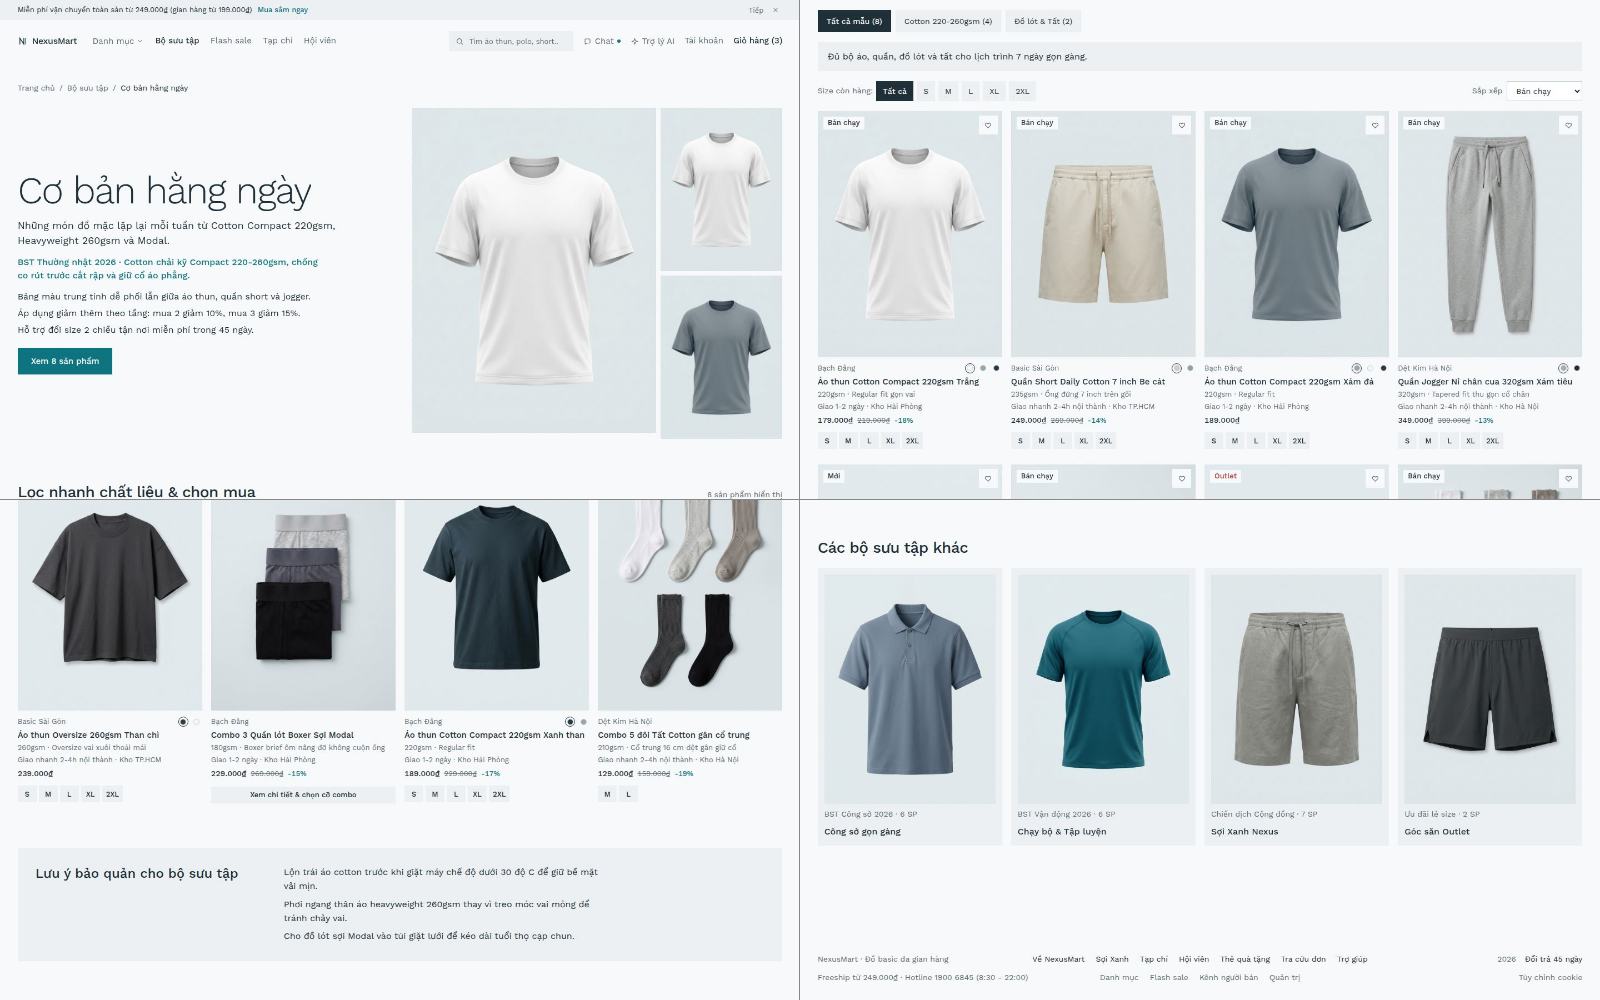 Miễn phí vận chuyển toàn sàn từ 249.000₫ (gian hàng từ 199.000₫) Mua sắm ngay
Tiếp ×
NexusMart Danh mục Bộ sưu tập Flash sale Tạp chí Hội viên
Tìm áo thun, polo, short.. Chat Trợ lý AI Tài khoản Giỏ hàng (3)
Trang chủ / Bộ sưu tập / Cơ bản hằng ngày
Cơ bản hằng ngày
Những món đồ mặc lặp lại mỗi tuần từ Cotton Compact 220gsm,
Heavyweight 260gsm và Modal.
BST Thường nhật 2026 · Cotton chải kỹ Compact 220-260gsm, chống
co rút trước cắt rập và giữ cổ áo phẳng.
Bảng màu trung tính dễ phối lẫn giữa áo thun, quần short và jogger.
Áp dụng giảm thêm theo tầng: mua 2 giảm 10%, mua 3 giảm 15%.
Hỗ trợ đổi size 2 chiều tận nơi miễn phí trong 45 ngày.
Xem 8 sản phẩm
Lọc nhanh chất liệu & chọn mua
8 sản phẩm hiển thị
Tất cả mẫu (8) Cotton 220-260gsm (4) Đồ lót & Tất (2)
Đủ bộ áo, quần, đồ lót và tất cho lịch trình 7 ngày gọn gàng.
Size còn hàng: Tất cả S M L XL 2XL
Sắp xếp Bán chạy
Bán chạy Bán chạy Bán chạy Bán chạy
Bạch Đằng
Áo thun Cotton Compact 220gsm Trắng
220gsm · Regular fit gọn vai
Giao 1-2 ngày · Kho Hải Phòng
179.000₫ 219.000₫ -18%
S M L XL 2XL
Basic Sài Gòn
Quần Short Daily Cotton 7 inch Be cát
235gsm · Ống đứng 7 inch trên gối
Giao nhanh 2-4h nội thành · Kho TP.HCM
249.000₫ 289.000₫ -14%
S M L XL 2XL
Bạch Đằng
Áo thun Cotton Compact 220gsm Xám đá
220gsm · Regular fit
Giao 1-2 ngày · Kho Hải Phòng
189.000₫
S M L XL 2XL
Dệt Kim Hà Nội
Quần Jogger Nỉ chân cua 320gsm Xám tiêu
320gsm · Tapered fit thu gọn cổ chân
Giao nhanh 2-4h nội thành · Kho Hà Nội
349.000₫ 399.000₫ -13%
S M L XL 2XL
Mới Bán chạy Outlet Bán chạy
Basic Sài Gòn
Áo thun Oversize 260gsm Than chì
260gsm · Oversize vai xuôi thoải mái
Giao nhanh 2-4h nội thành · Kho TP.HCM
239.000₫
S M L XL 2XL
Bạch Đằng
Combo 3 Quần lót Boxer Sợi Modal
180gsm · Boxer brief ôm nâng đỡ không cuộn ống
Giao 1-2 ngày · Kho Hải Phòng
229.000₫ 269.000₫ -15%
Xem chi tiết & chọn cỡ combo
Bạch Đằng
Áo thun Cotton Compact 220gsm Xanh than
220gsm · Regular fit
Giao 1-2 ngày · Kho Hải Phòng
189.000₫ 229.000₫ -17%
S M L XL 2XL
Dệt Kim Hà Nội
Combo 5 đôi Tất Cotton gân cổ trung
210gsm · Cổ trung 16 cm dệt gân giữ cổ
Giao nhanh 2-4h nội thành · Kho Hà Nội
129.000₫ 159.000₫ -19%
M L
Lưu ý bảo quản cho bộ sưu tập
Lộn trái áo cotton trước khi giặt máy chế độ dưới 30 độ C để giữ bề mặt
vải mịn.
Phơi ngang thân áo heavyweight 260gsm thay vì treo móc vai mỏng để
tránh chảy vai.
Cho đồ lót sợi Modal vào túi giặt lưới để kéo dài tuổi thọ cạp chun.
Các bộ sưu tập khác
BST Công sở 2026 · 6 SP
Công sở gọn gàng
BST Vận động 2026 · 6 SP
Chạy bộ & Tập luyện
Chiến dịch Cộng đồng · 7 SP
Sợi Xanh Nexus
Ưu đãi lẻ size · 2 SP
Góc săn Outlet
NexusMart · Đồ basic đa gian hàng
Về NexusMart Sợi Xanh Tạp chí Hội viên Thẻ quà tặng Tra cứu đơn Trợ giúp
2026 Đổi trả 45 ngày
Freeship từ 249.000₫ · Hotline 1900 6845 (8:30 - 22:00)
Danh mục Flash sale Kênh người bán Quản trị
Tùy chỉnh cookie